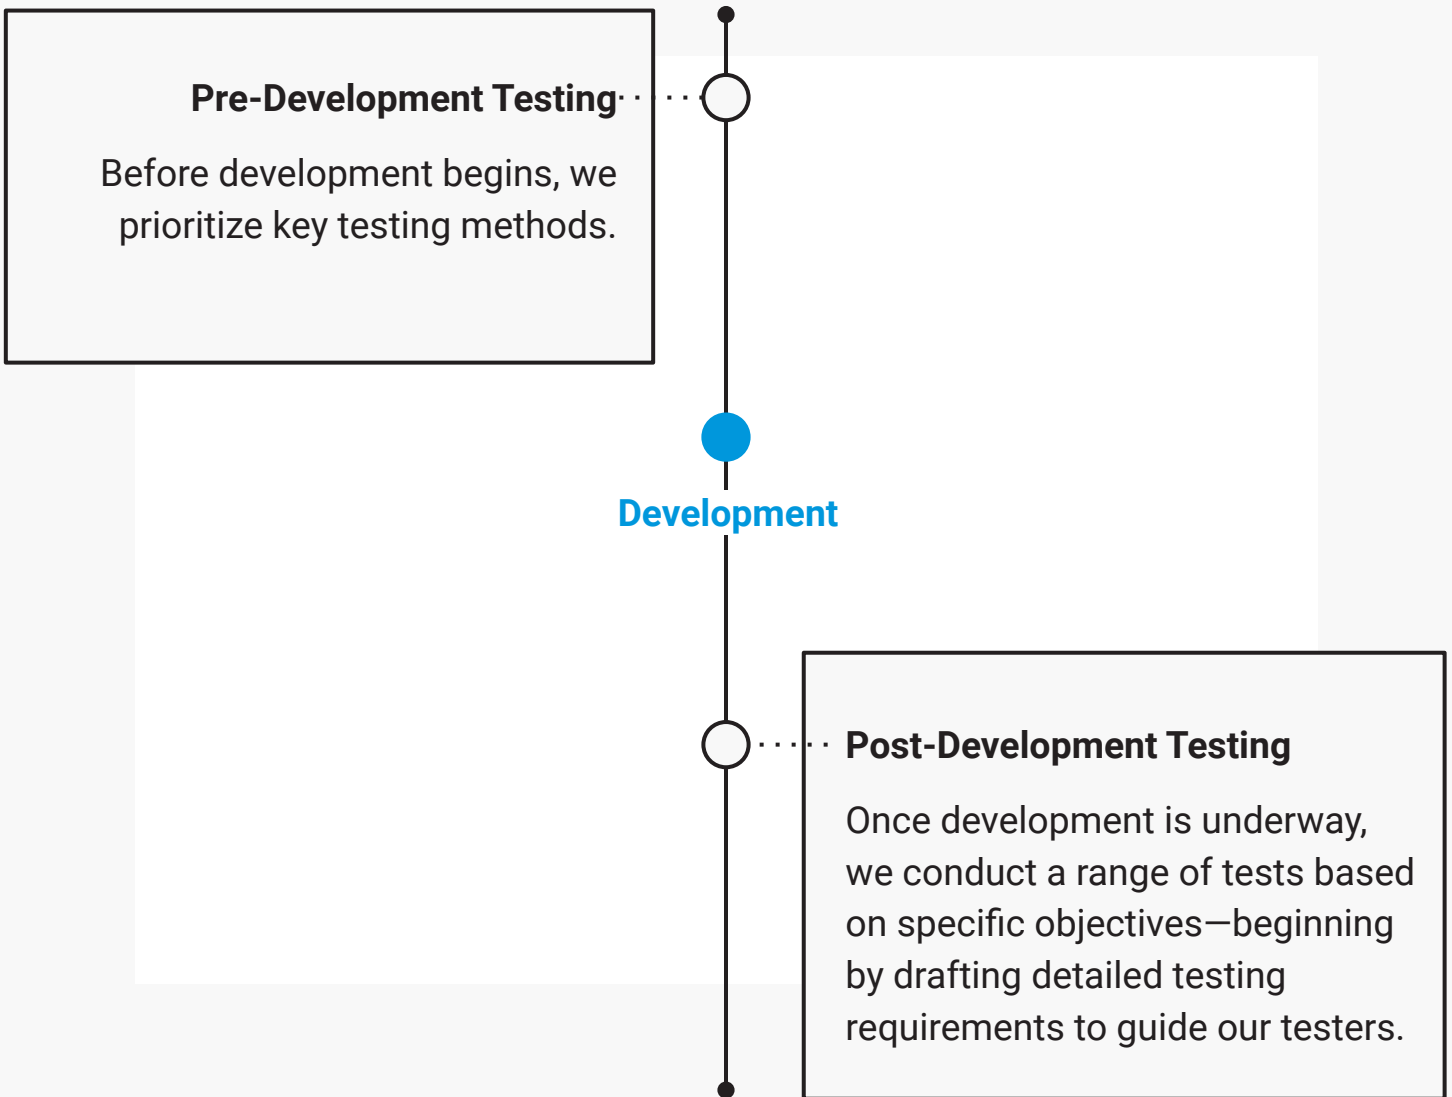 Pre-Development Testing
Before development begins, we
prioritize key testing methods.
Development
Post-Development Testing
Once development is underway,
we conduct a range of tests based
on specific objectives—beginning
by drafting detailed testing
requirements to guide our testers.